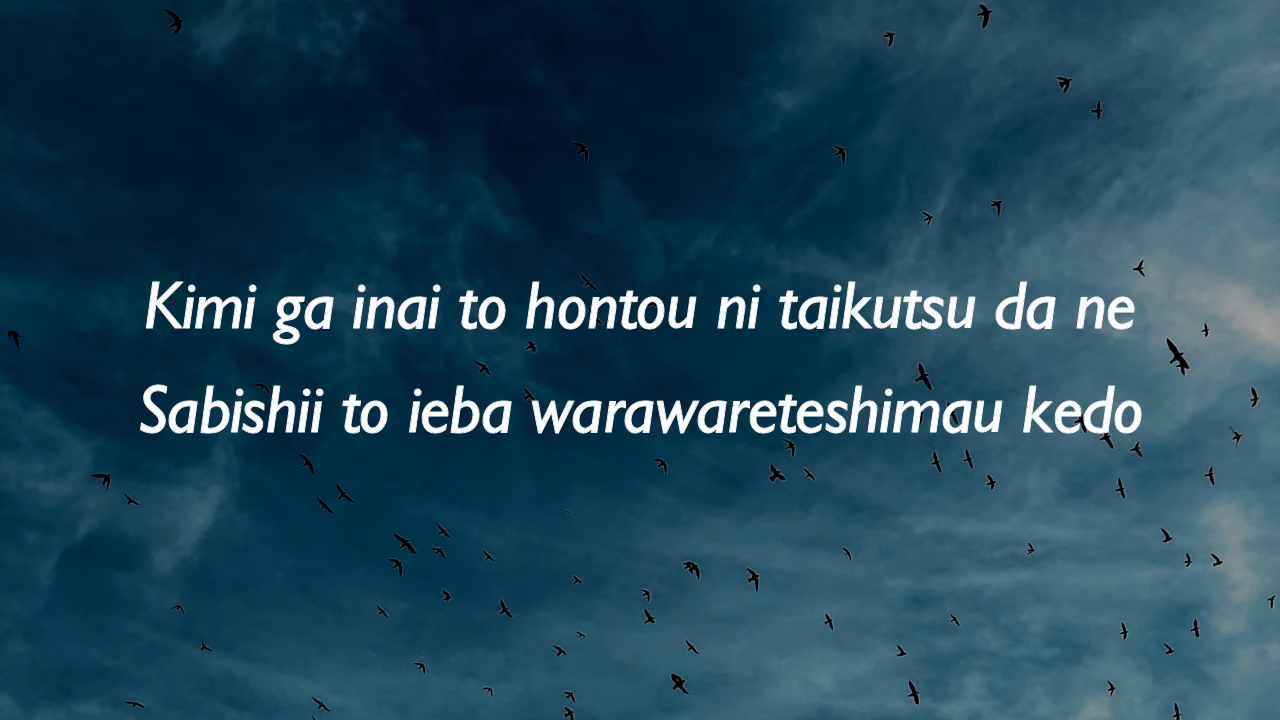 Kimi ga inai to hontou ni taikutsu da ne
Sabishii to ieba warawareteshimau kedo